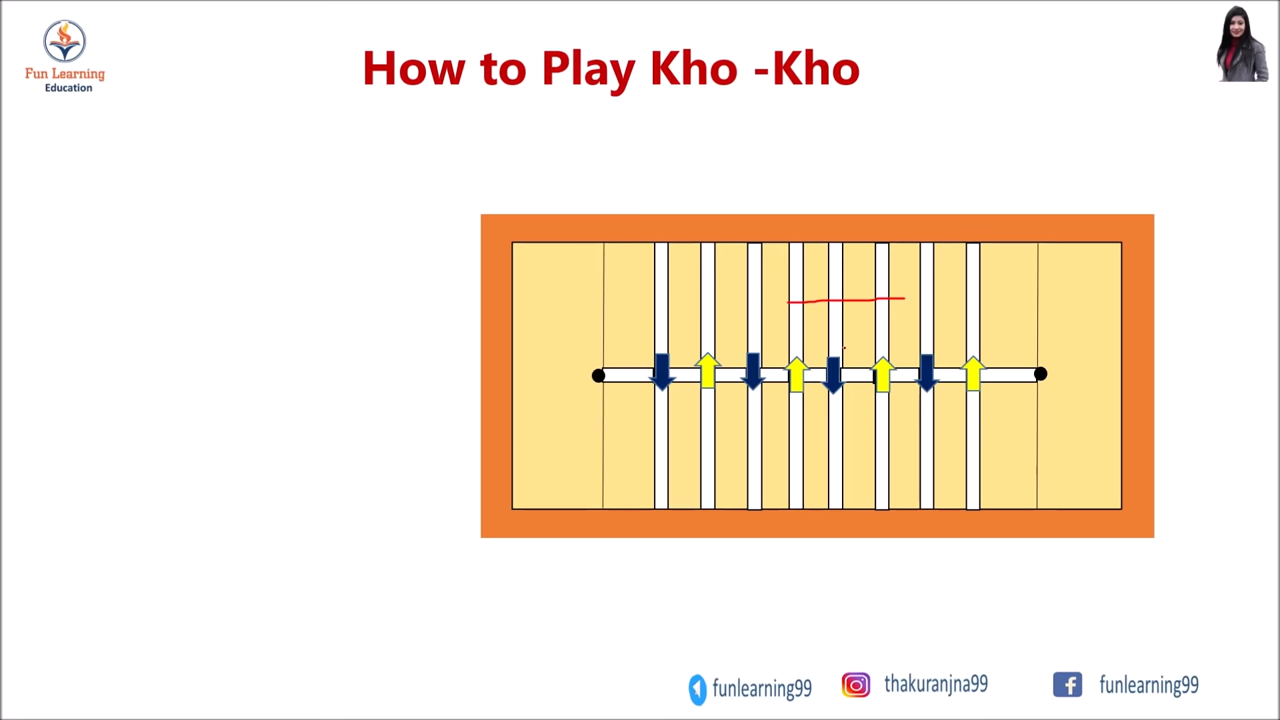 Fun Learning
Education
How to Play Kho -Kho
funlearning99
thakuranjna99
funlearning99